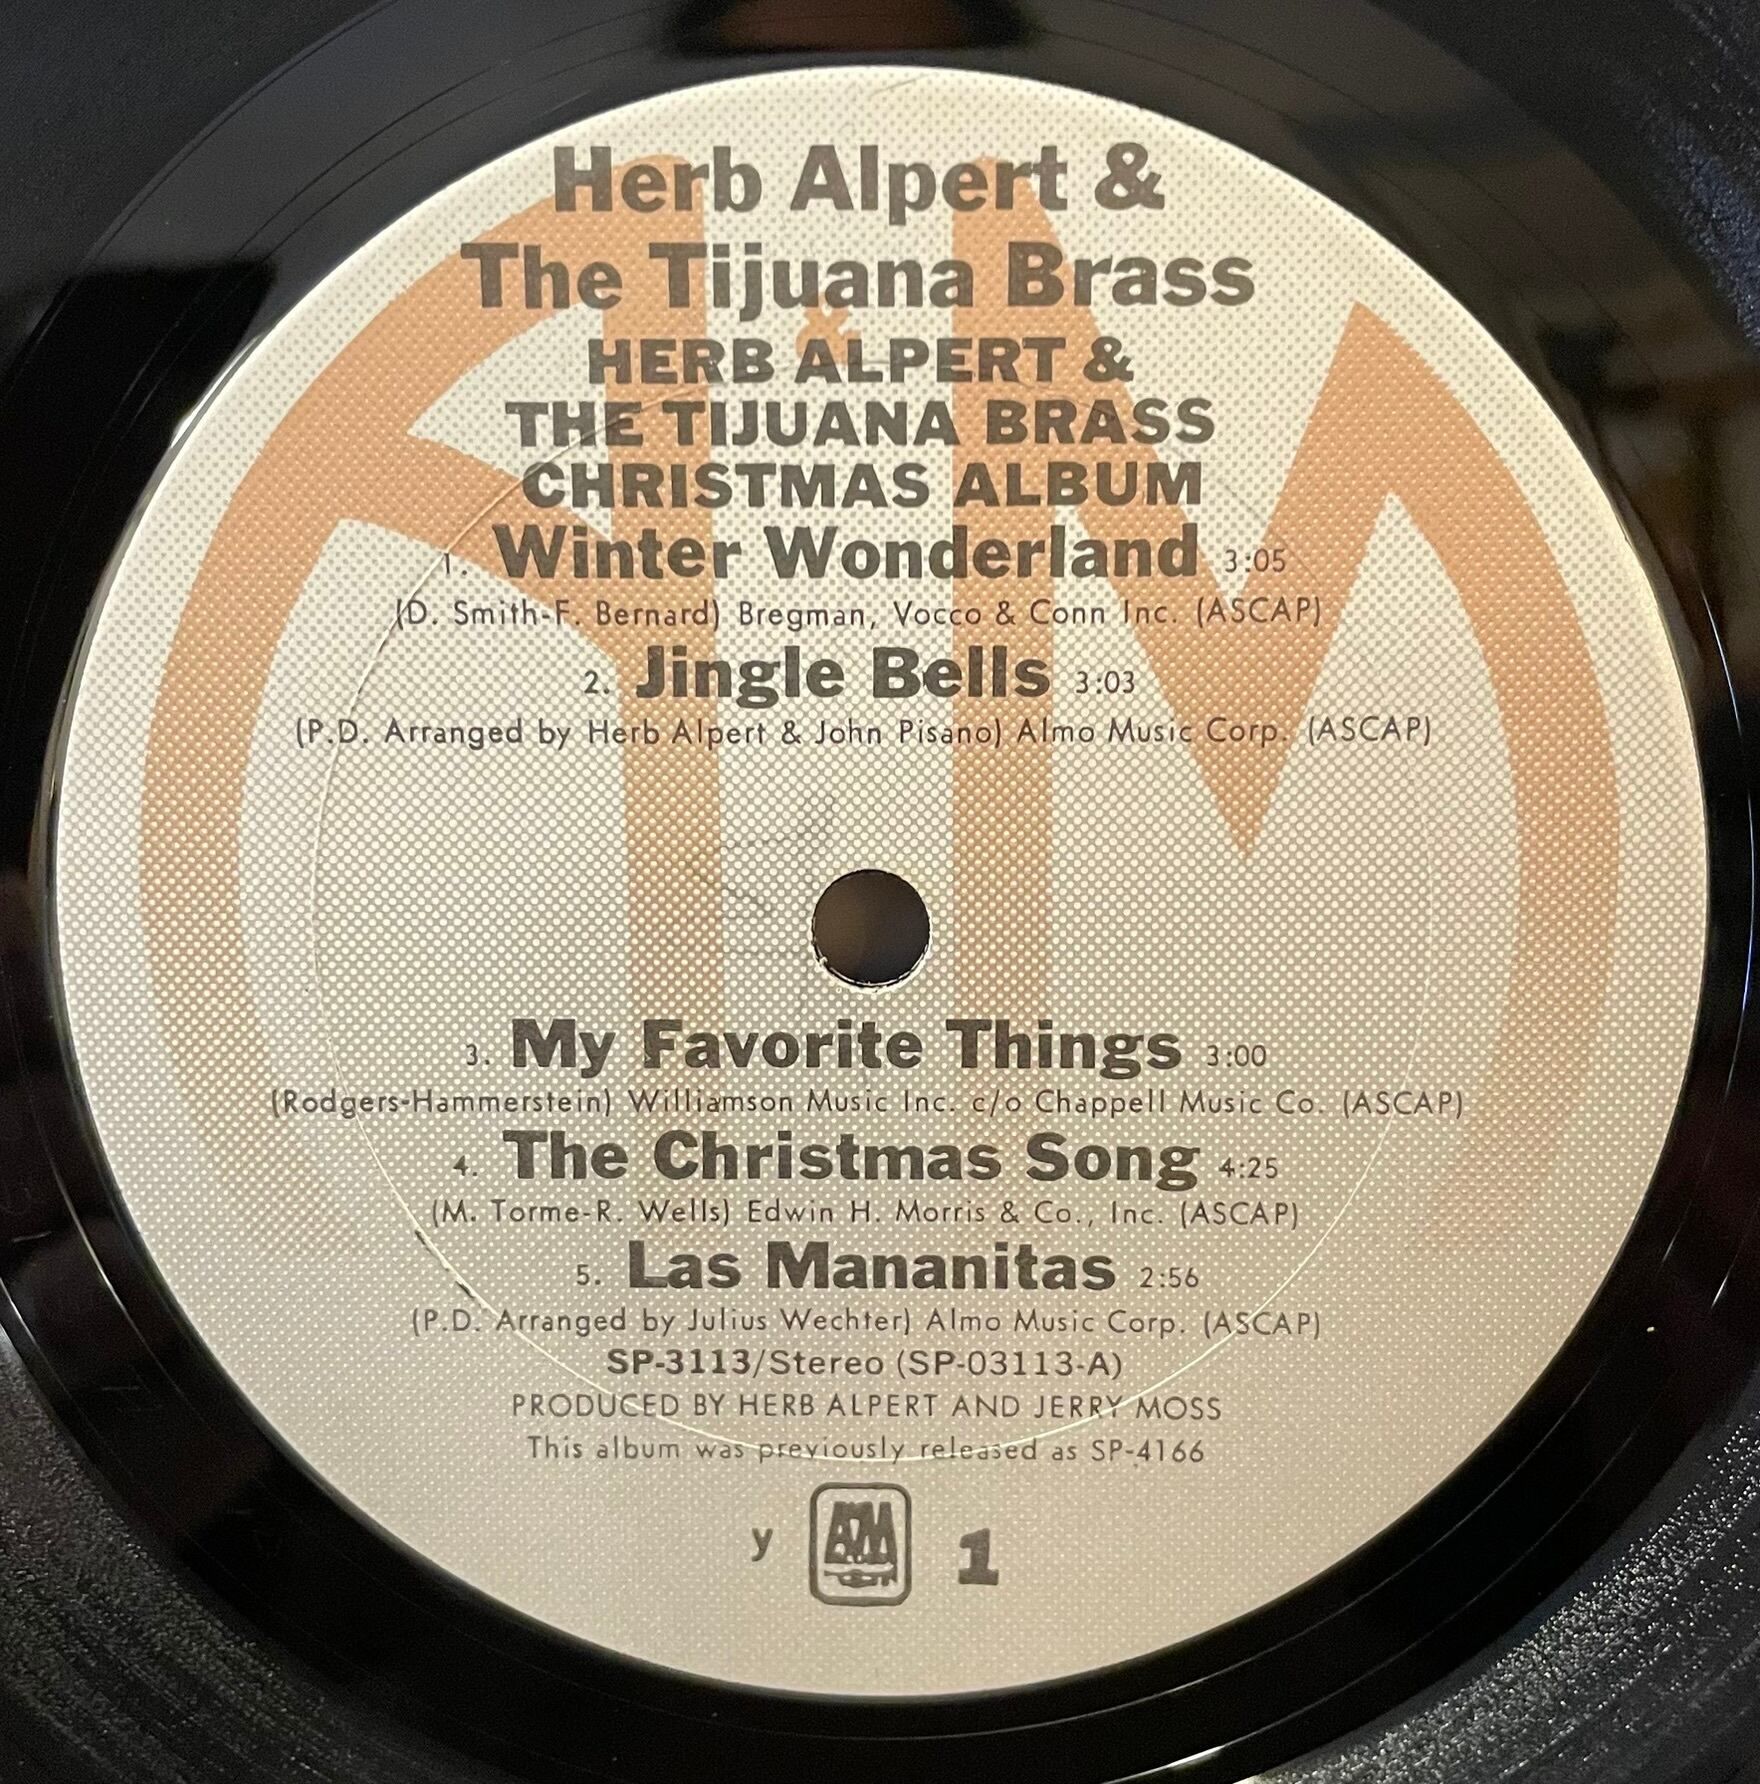 Herb Alpert &
The Tijuana Brass
&
HERB ALPERT &
THE TIJUANA BRASS
CHRISTMAS ALBUM
1. Winter Wonderland 3:05
(D. Smith-F. Bernard) Bregman, Vocco & Conn Inc. (ASCAP)
2. Jingle Bells 3:03
(P.D. Arranged by Herb Alpert & John Pisano) Almo Music Corp. (ASCAP)
3. My Favorite Things 3:00
(Rodgers-Hammerstein) Williamson Music Inc. c/o Chappell Music Co. (ASCAP)
4. The Christmas Song 4:25
(M. Torme-R. Wells) Edwin H. Morris & Co., Inc. (ASCAP)
5. Las Mananitas 2:56
(P.D. Arranged by Julius Wechter) Almo Music Corp. (ASCAP)
SP-3113/Stereo (SP-03113-A)
PRODUCED BY HERB ALPERT AND JERRY MOSS
This album was previously released as SP-4166
y A&M 1